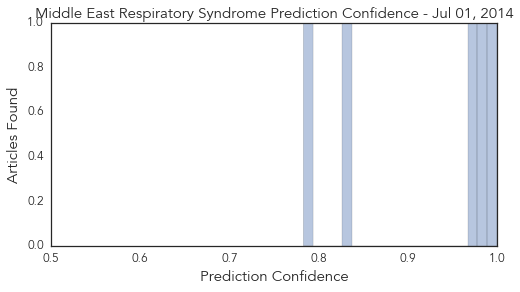 Middle East Respiratory Syndrome Prediction Confidence - Jul 01, 2014
1.0
0.8
0.6
0.4
0.2
0.0
Articles Found
0.5 0.6 0.7 0.8 0.9 1.0
Prediction Confidence